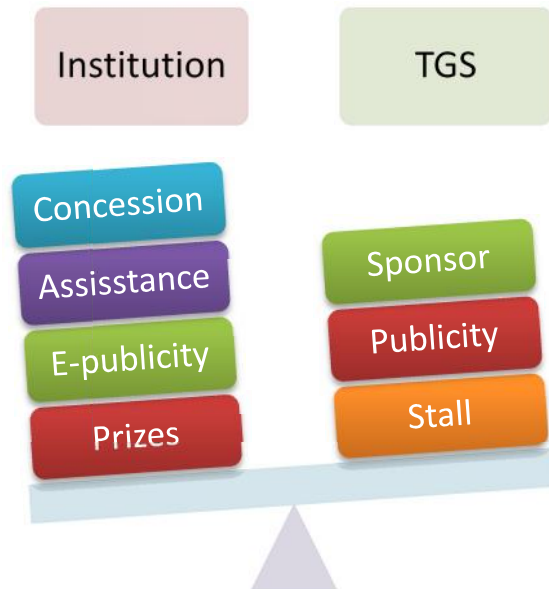 Institution
TGS
Concession
Assisstance
E-publicity
Prizes
Sponsor
Publicity
Stall